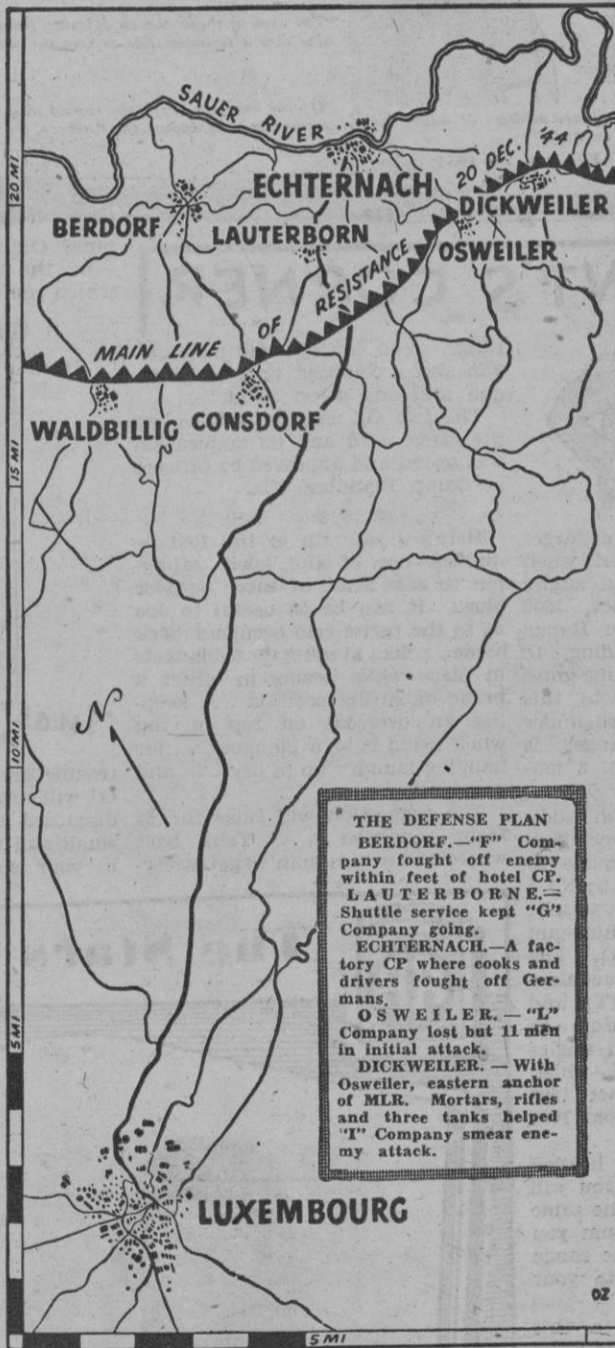 SAUER RIVER
20 MI
ECHTERNACH
20 DEC. '44
BERDORF
LAUTERBORN
DICKWEILER
OSWEILER
MAIN LINE OF RESISTANCE
WALDBILLIG
CONSDORF
15 MI
N
10 MI
THE DEFENSE PLAN
BERDORF.—"F" Com-
pany fought off enemy
within feet of hotel CP.
LAUTERBORNE.—
Shuttle service kept "G"
Company going.
ECHTERNACH.—A fac-
tory CP where cooks and
drivers fought off Ger-
mans.
OSWEILER. — "L"
Company lost but 11 men
in initial attack.
DICKWEILER. — With
Osweiler, eastern anchor
of MLR. Mortars, rifles
and three tanks helped
"I" Company smear ene-
my attack.
5 MI
LUXEMBOURG
OZ
5 MI